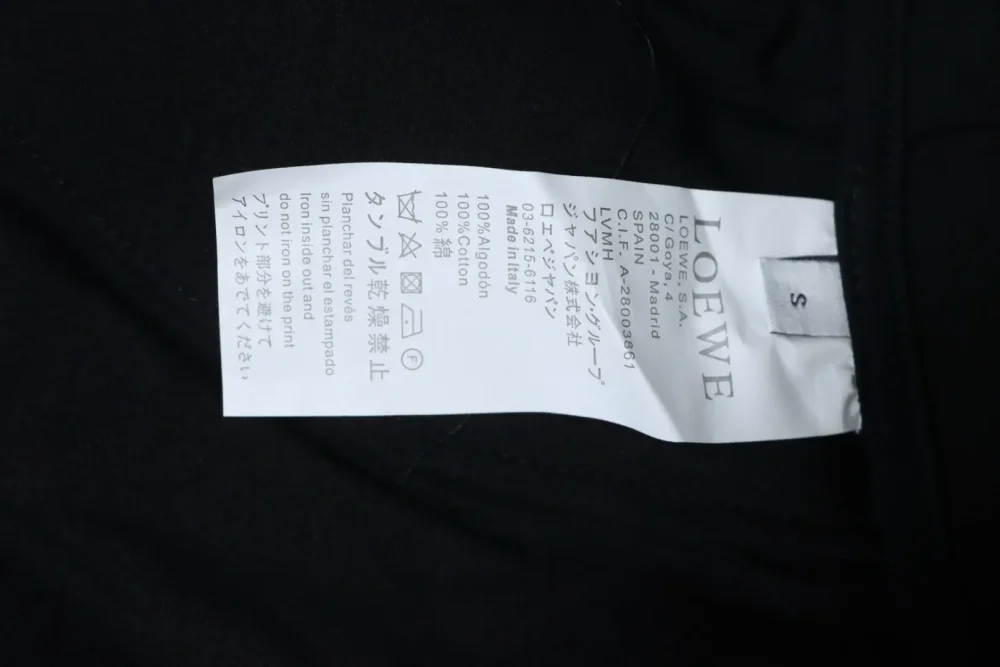 LOEWE
LOEWE, S.A.
C/ Goya, 4
28001 - Madrid
SPAIN
C.I.F. A-28003861
LVMH
フアシヨン・グループ
ジャパン株式会社
ロエベジャパン
03-6215-6116
Made in Italy
100%Algodón
100%Cotton
100% 綿
F
タンブル乾燥禁止
Planchar del revés
sin planchar el estampado
Iron inside out and
do not iron on the print
プリント部分を避けて
アイロンをあててください
S